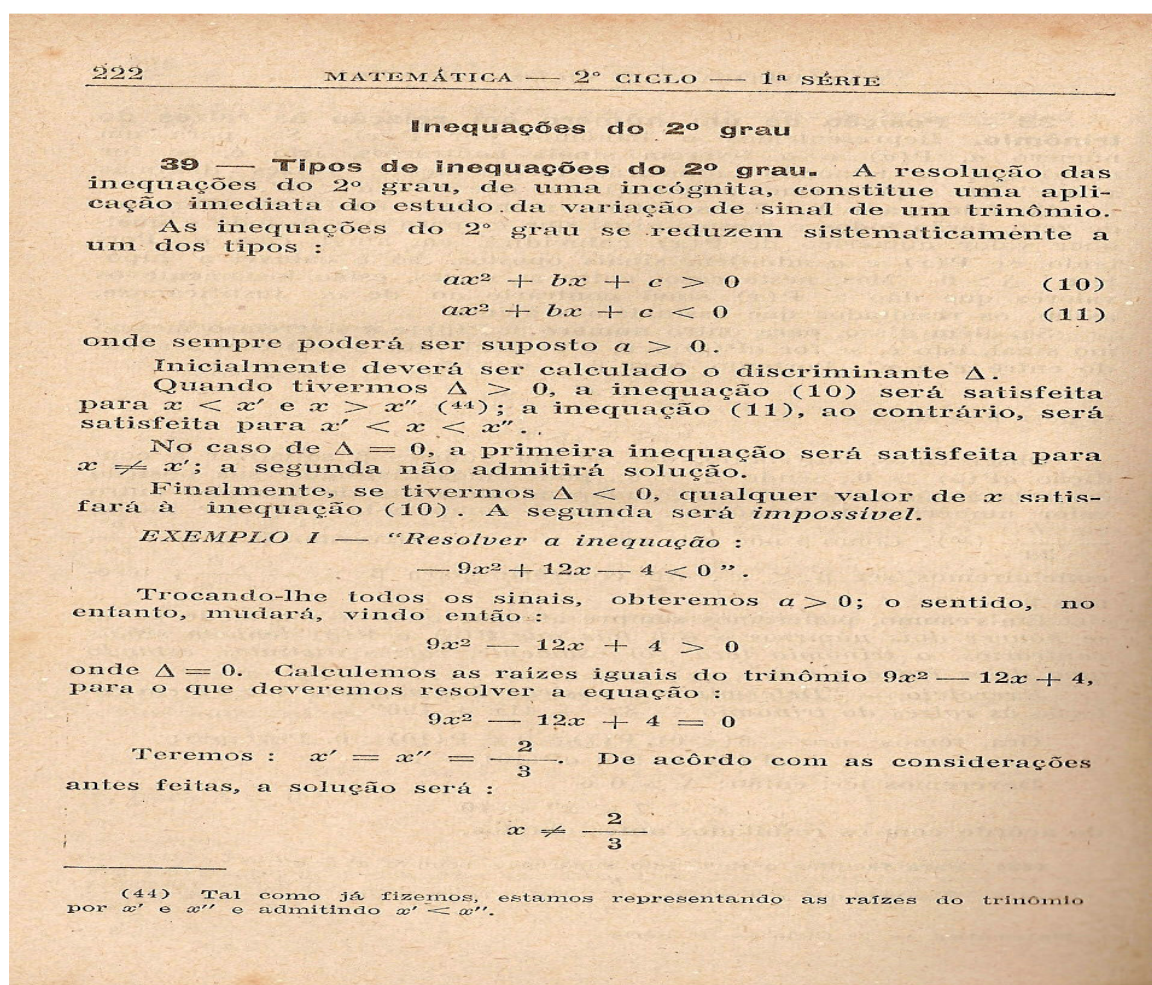 222 MATEMÁTICA — 2° CICLO — 1ª SÉRIE
Inequações do 2º grau
39 — Tipos de inequações do 2º grau. A resolução das
inequações do 2º grau, de uma incógnita, constitue uma apli-
cação imediata do estudo da variação de sinal de um trinômio.
As inequações do 2° grau se reduzem sistematicamente a
um dos tipos :
ax² + bx + c > 0 (10)
ax² + bx + c < 0 (11)
onde sempre poderá ser suposto a > 0.
Inicialmente deverá ser calculado o discriminante Δ.
Quando tivermos Δ > 0, a inequação (10) será satisfeita
para x < x′ e x > x″ (⁴⁴); a inequação (11), ao contrário, será
satisfeita para x′ < x < x″.
No caso de Δ = 0, a primeira inequação será satisfeita para
x ≠ x′; a segunda não admitirá solução.
Finalmente, se tivermos Δ < 0, qualquer valor de x satis-
fará à inequação (10). A segunda será impossível.
EXEMPLO I — “Resolver a inequação :
— 9x² + 12x — 4 < 0 ”.
Trocando-lhe todos os sinais, obteremos a > 0; o sentido, no
entanto, mudará, vindo então :
9x² — 12x + 4 > 0
onde Δ = 0. Calculemos as raízes iguais do trinômio 9x² — 12x + 4,
para o que deveremos resolver a equação :
9x² — 12x + 4 = 0
Teremos : x′ = x″ = 2/3. De acôrdo com as considerações
antes feitas, a solução será :
x ≠ 2/3
(44) Tal como já fizemos, estamos representando as raízes do trinômio
por x′ e x″ e admitindo x′ < x″.